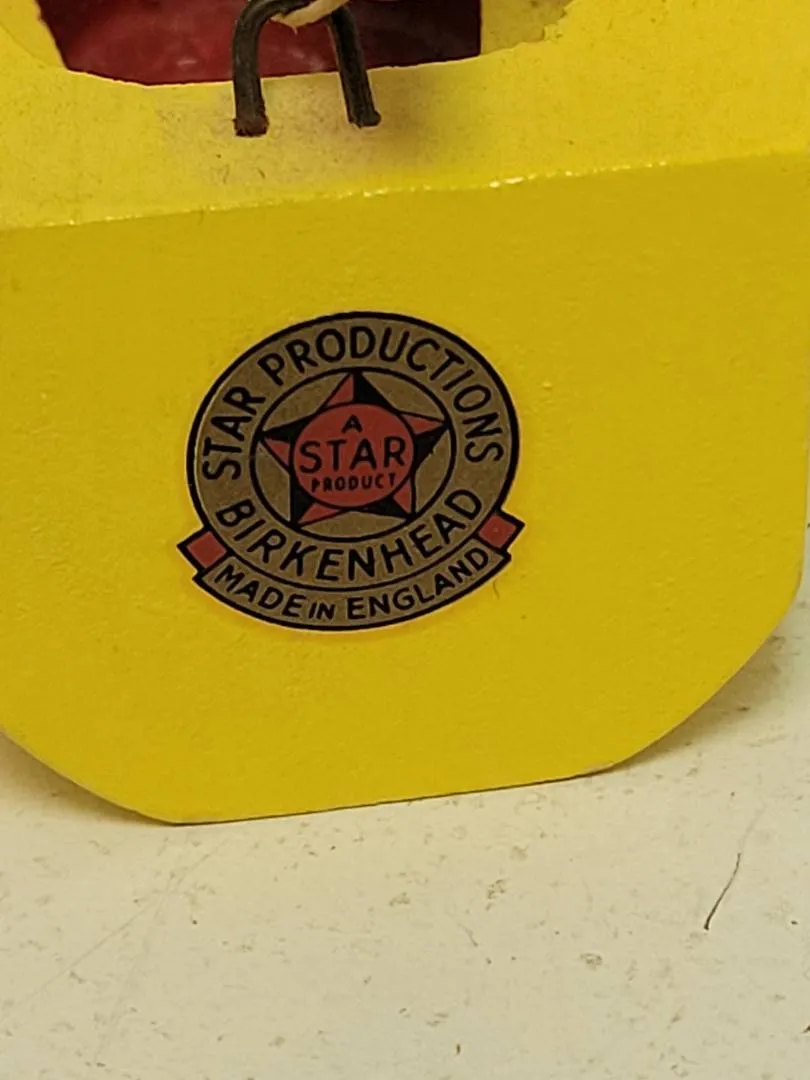 STAR PRODUCTIONS
A
STAR
PRODUCT
BIRKENHEAD
MADE IN ENGLAND